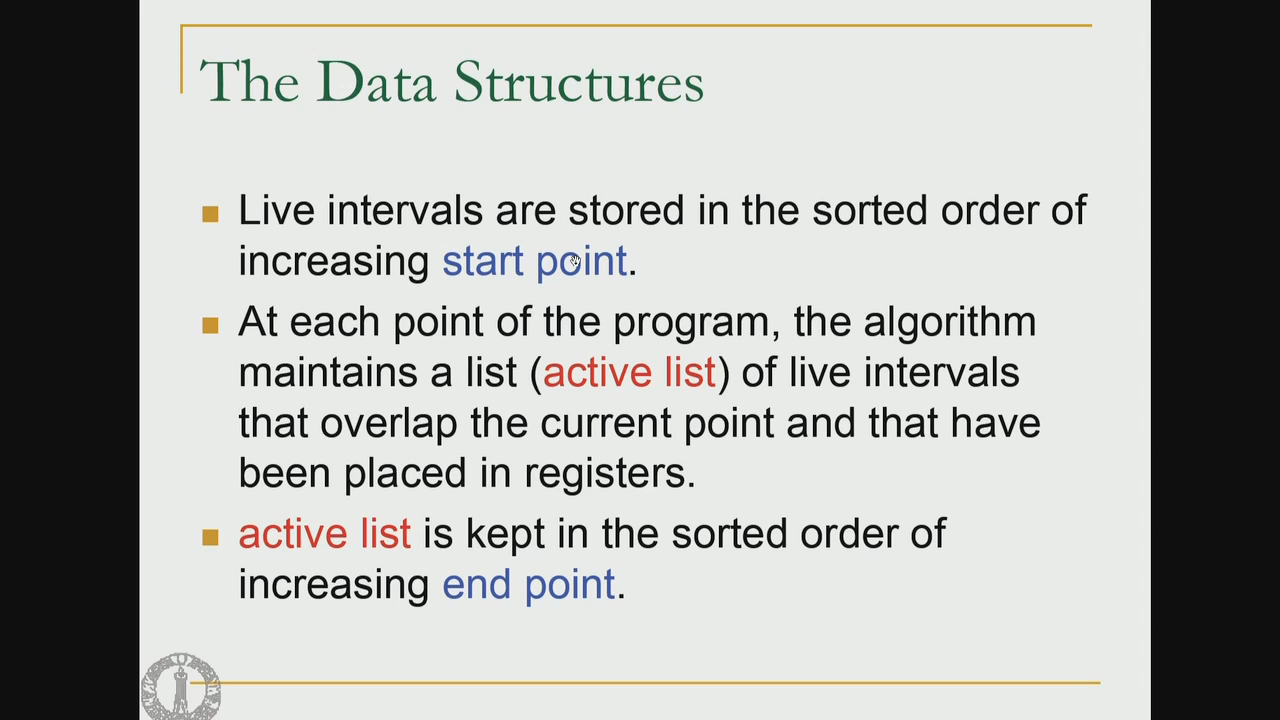 The Data Structures
Live intervals are stored in the sorted order of
increasing start point.
At each point of the program, the algorithm
maintains a list (active list) of live intervals
that overlap the current point and that have
been placed in registers.
active list is kept in the sorted order of
increasing end point.